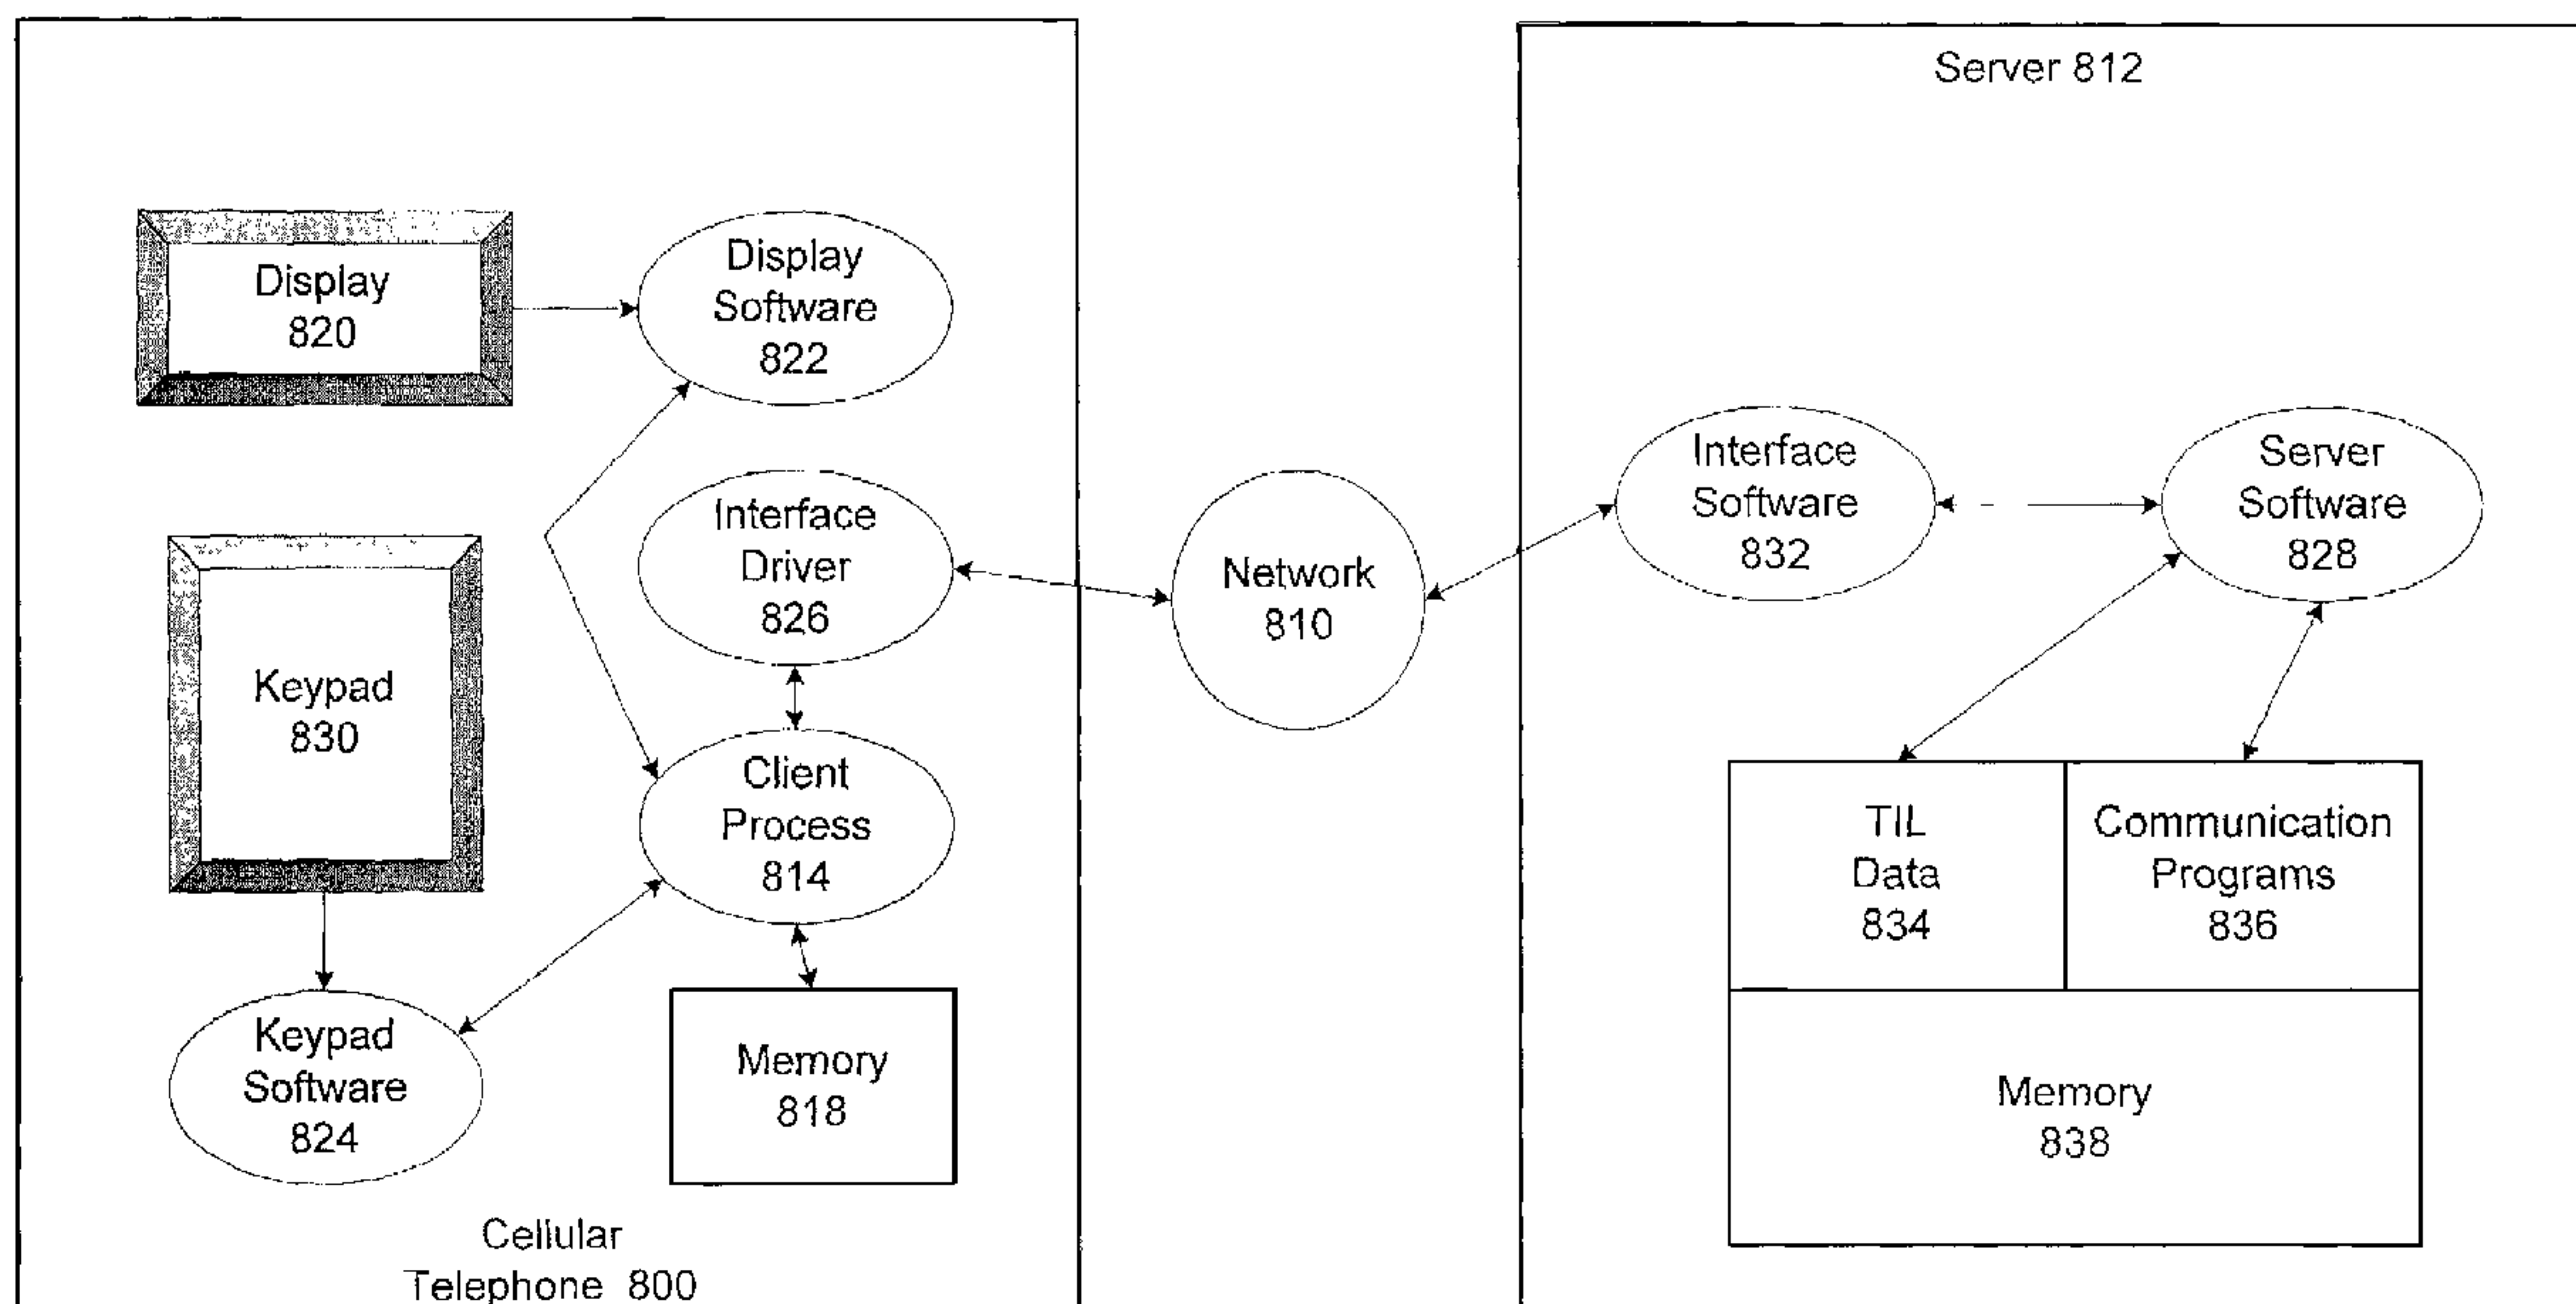 Server 812
Display
820
Display
Software
822
Interface
Driver
826
Keypad
830
Client
Process
814
Keypad
Software
824
Memory
818
Cellular
Telephone 800
Network
810
Interface
Software
832
Server
Software
828
TIL
Data
834
Communication
Programs
836
Memory
838